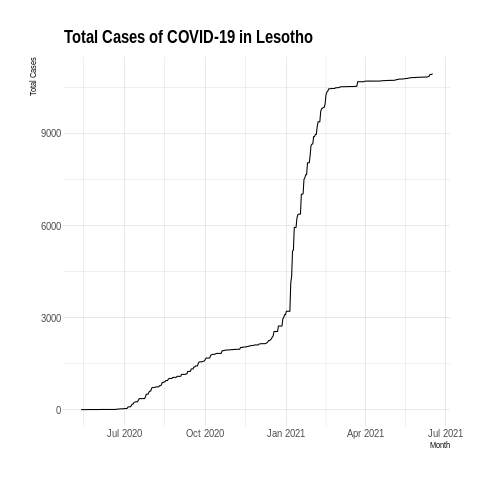 Total Cases of COVID-19 in Lesotho
Total Cases
9000
6000
3000
0
Jul 2020 Oct 2020 Jan 2021 Apr 2021 Jul 2021
Month